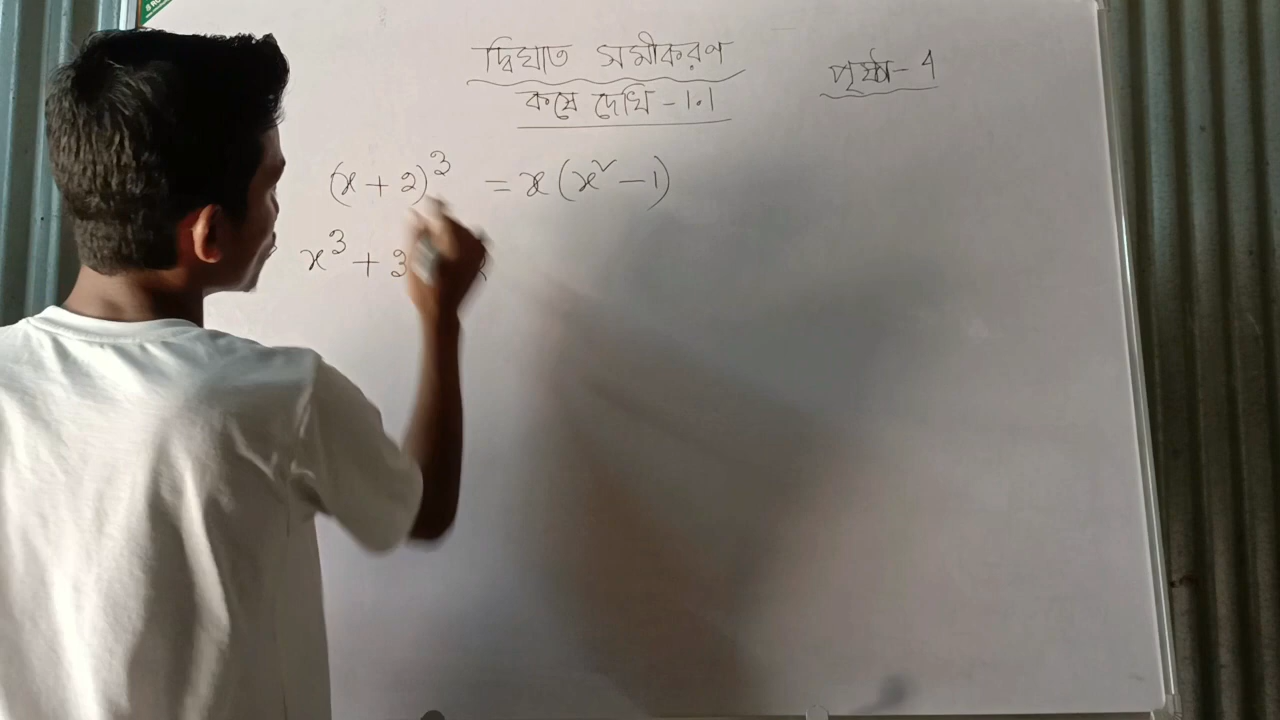 দ্বিঘাত সমীকরণ
কষে দেখি - 1.1
পৃষ্ঠা - 4
(x + 2)³ = x(x² - 1)
x³ + 3